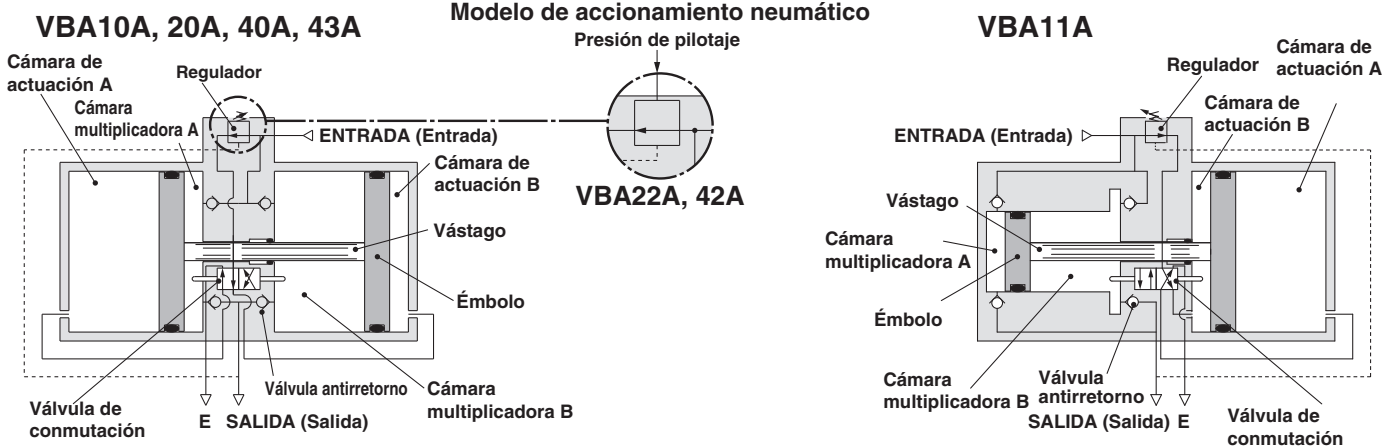 Modelo de accionamiento neumático
VBA10A, 20A, 40A, 43A
Cámara de
actuación A
Cámara
multiplicadora A
Regulador
ENTRADA (Entrada)
Cámara de
actuación B
Vástago
Émbolo
Válvula de
conmutación
E
SALIDA (Salida)
Válvula antirretorno
Cámara
multiplicadora B
Presión de pilotaje
VBA22A, 42A
VBA11A
Regulador
Cámara de
actuación A
Cámara de
actuación B
ENTRADA (Entrada)
Vástago
Cámara
multiplicadora A
Émbolo
Cámara
multiplicadora B
Válvula
antirretorno
SALIDA (Salida)
E
Válvula de
conmutación